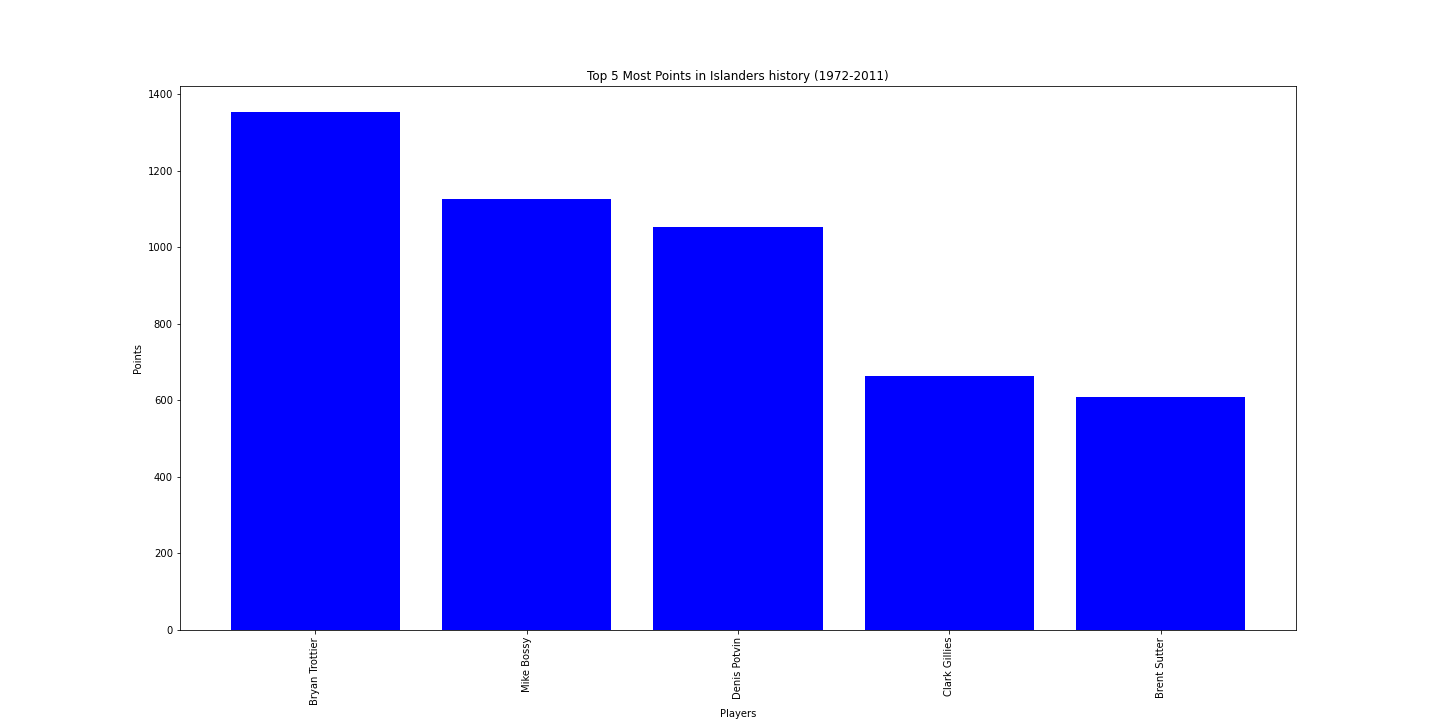 Top 5 Most Points in Islanders history (1972-2011)
1400
1200
1000
800
600
400
200
0
Points
Bryan Trottier
Mike Bossy
Denis Potvin
Clark Gillies
Brent Sutter
Players